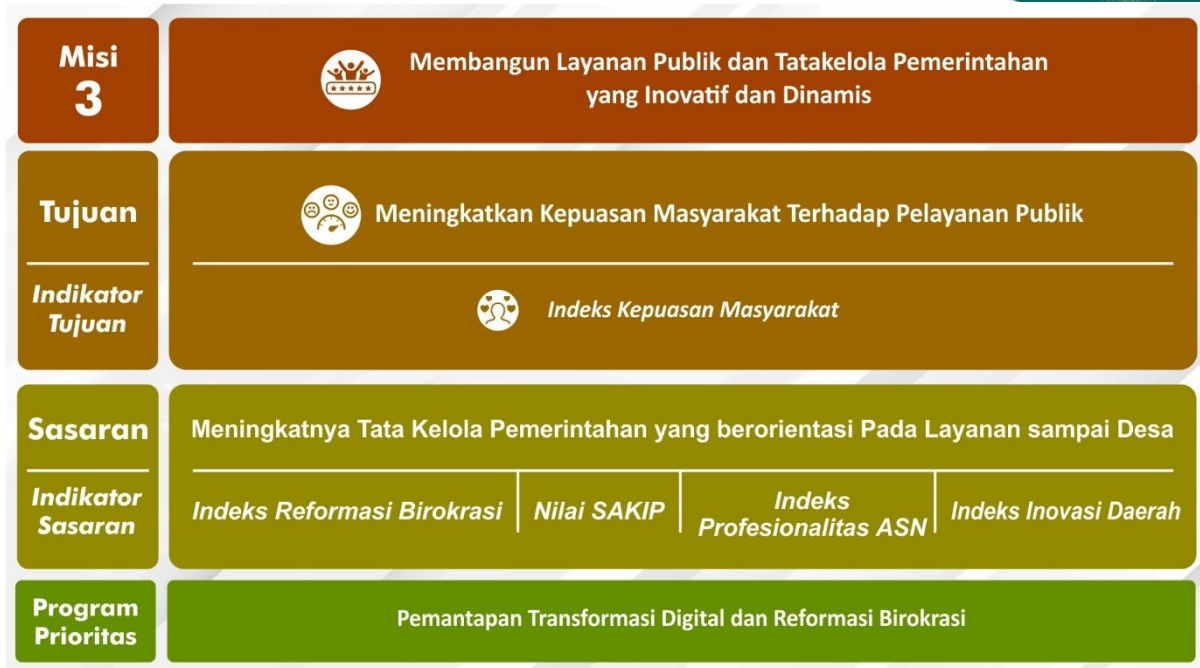 Misi
3
Membangun Layanan Publik dan Tatakelola Pemerintahan
yang Inovatif dan Dinamis
Tujuan
Meningkatkan Kepuasan Masyarakat Terhadap Pelayanan Publik
Indikator
Tujuan
Indeks Kepuasan Masyarakat
Sasaran
Meningkatnya Tata Kelola Pemerintahan yang berorientasi Pada Layanan sampai Desa
Indikator
Sasaran
Indeks Reformasi Birokrasi
Nilai SAKIP
Indeks
Profesionalitas ASN
Indeks Inovasi Daerah
Program
Prioritas
Pemantapan Transformasi Digital dan Reformasi Birokrasi